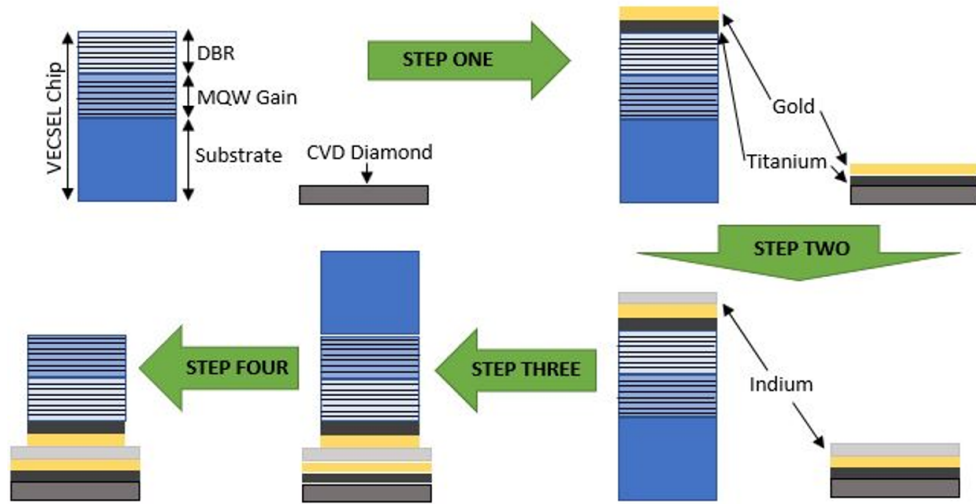 VECSEL Chip
DBR
MQW Gain
Substrate
CVD Diamond
STEP ONE
Gold
Titanium
STEP TWO
Indium
STEP THREE
STEP FOUR